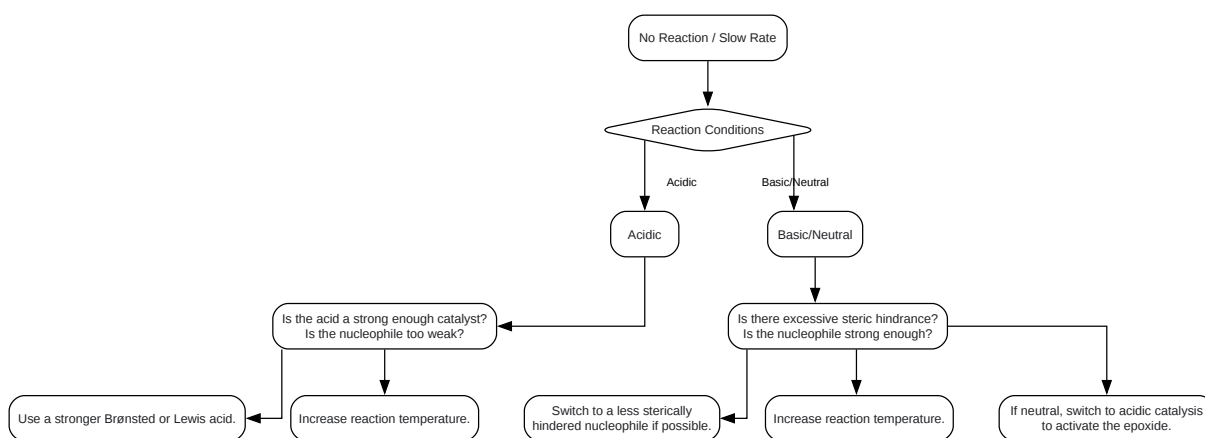 No Reaction / Slow Rate
Reaction Conditions
Acidic
Basic/Neutral
Acidic
Basic/Neutral
Is the acid a strong enough catalyst?
Is the nucleophile too weak?
Is there excessive steric hindrance?
Is the nucleophile strong enough?
Use a stronger Brønsted or Lewis acid.
Increase reaction temperature.
Switch to a less sterically
hindered nucleophile if possible.
Increase reaction temperature.
If neutral, switch to acidic catalysis
to activate the epoxide.